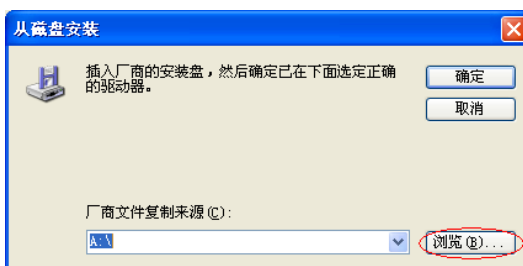 从磁盘安装
插入厂商的安装盘，然后确定已在下面选定正确
的驱动器。
确定
取消
厂商文件复制来源(C):
A:\
浏览(B)...